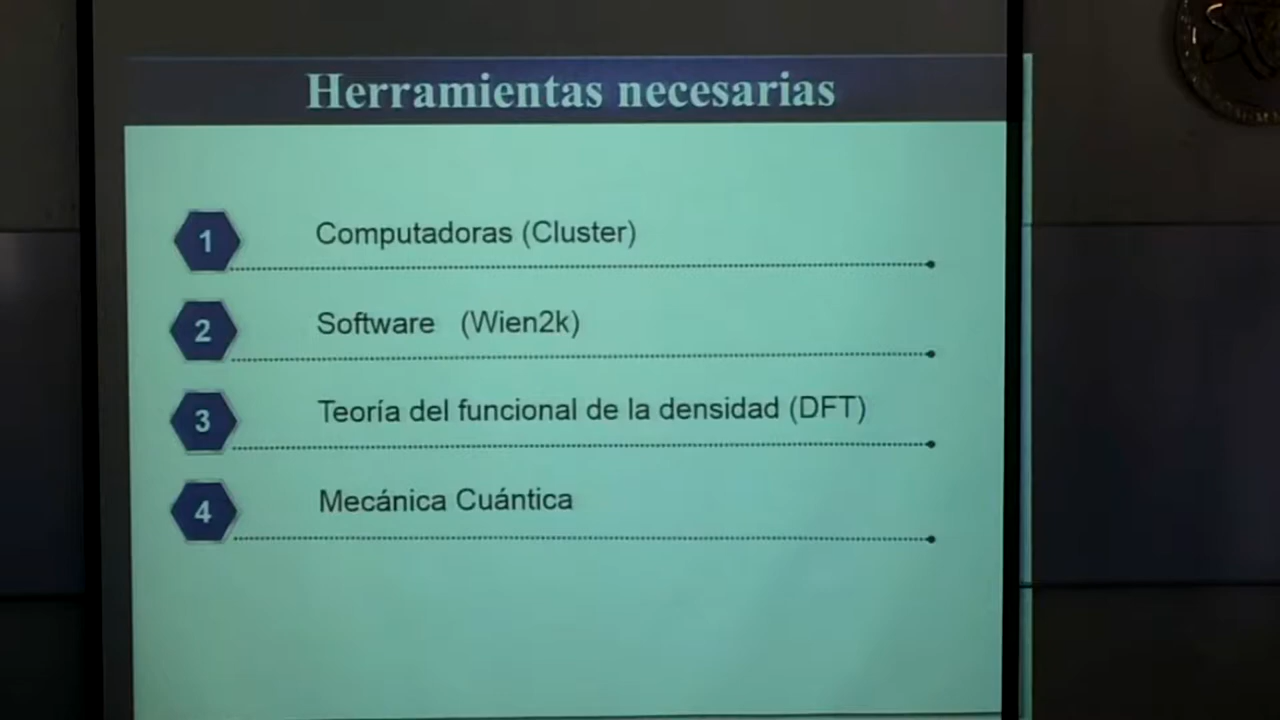 Herramientas necesarias
1 Computadoras (Cluster)
2 Software (Wien2k)
3 Teoría del funcional de la densidad (DFT)
4 Mecánica Cuántica